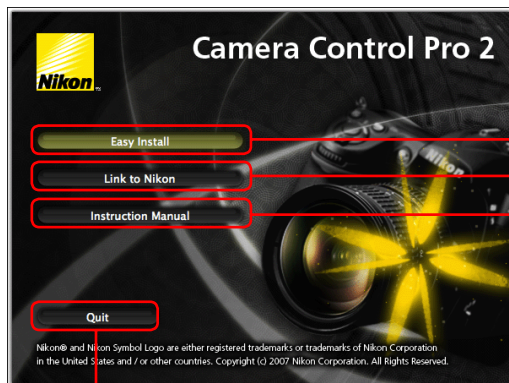 Camera Control Pro 2
Nikon
Easy Install
Link to Nikon
Instruction Manual
Nikon
Quit
Nikon® and Nikon Symbol Logo are either registered trademarks or trademarks of Nikon Corporation
in the United States and / or other countries. Copyright (c) 2007 Nikon Corporation. All Rights Reserved.